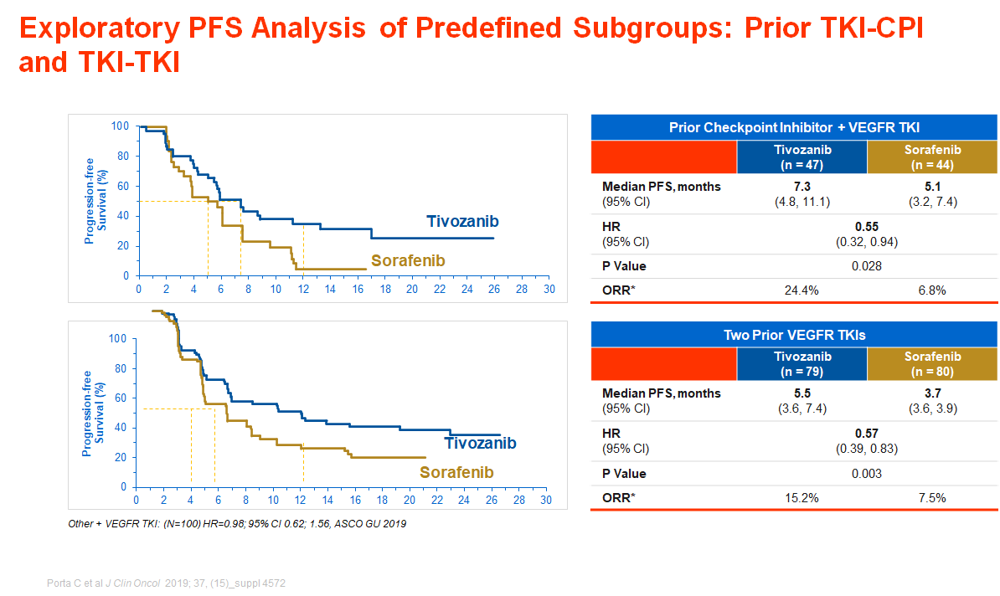 Exploratory PFS Analysis of Predefined Subgroups: Prior TKI-CPI
and TKI-TKI
Progression-free
Survival (%)
100
80
60
40
20
0
0 2 4 6 8 10 12 14 16 18 20 22 24 26 28 30
Tivozanib
Sorafenib
Prior Checkpoint Inhibitor + VEGFR TKI
Tivozanib
(n = 47)
Sorafenib
(n = 44)
Median PFS, months
(95% CI)
7.3
(4.8, 11.1)
5.1
(3.2, 7.4)
HR
(95% CI)
0.55
(0.32, 0.94)
P Value
0.028
ORR*
24.4%
6.8%
Progression-free
Survival (%)
100
80
60
40
20
0
0 2 4 6 8 10 12 14 16 18 20 22 24 26 28 30
Tivozanib
Sorafenib
Two Prior VEGFR TKIs
Tivozanib
(n = 79)
Sorafenib
(n = 80)
Median PFS, months
(95% CI)
5.5
(3.6, 7.4)
3.7
(3.6, 3.9)
HR
(95% CI)
0.57
(0.39, 0.83)
P Value
0.003
ORR*
15.2%
7.5%
Other + VEGFR TKI: (N=100) HR=0.98; 95% CI 0.62; 1.56, ASCO GU 2019
Porta C et al J Clin Oncol 2019; 37, (15)_suppl 4572